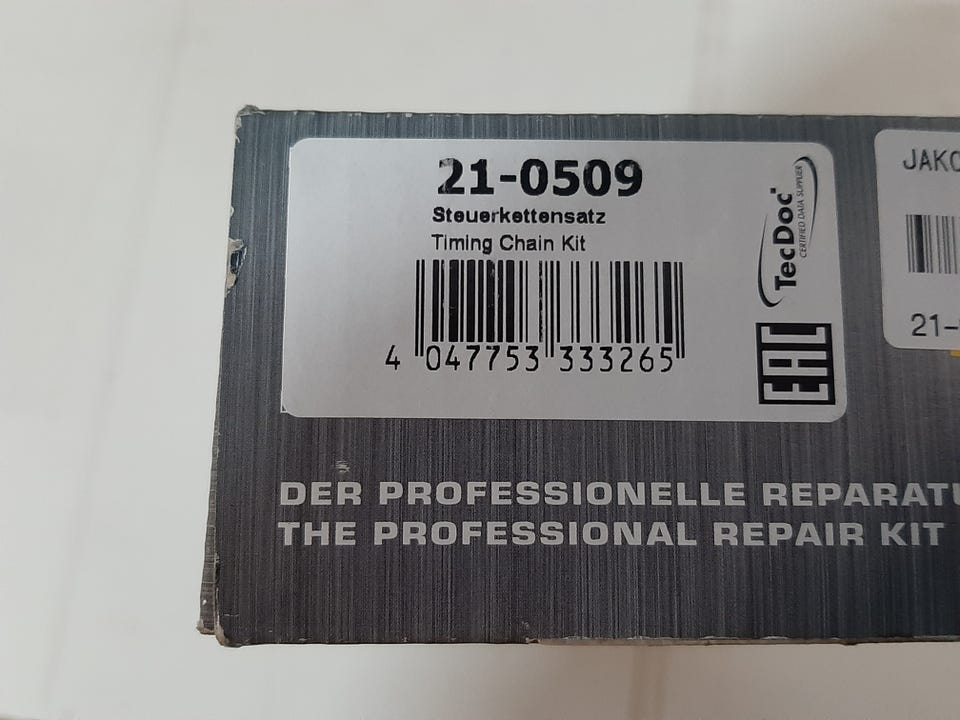 21-0509
Steuerkettensatz
Timing Chain Kit
4 047753 333265
TecDoc
CERTIFIED DATA SUPPLIER
EAC
JAKO
21-
DER PROFESSIONELLE REPARATU
THE PROFESSIONAL REPAIR KIT